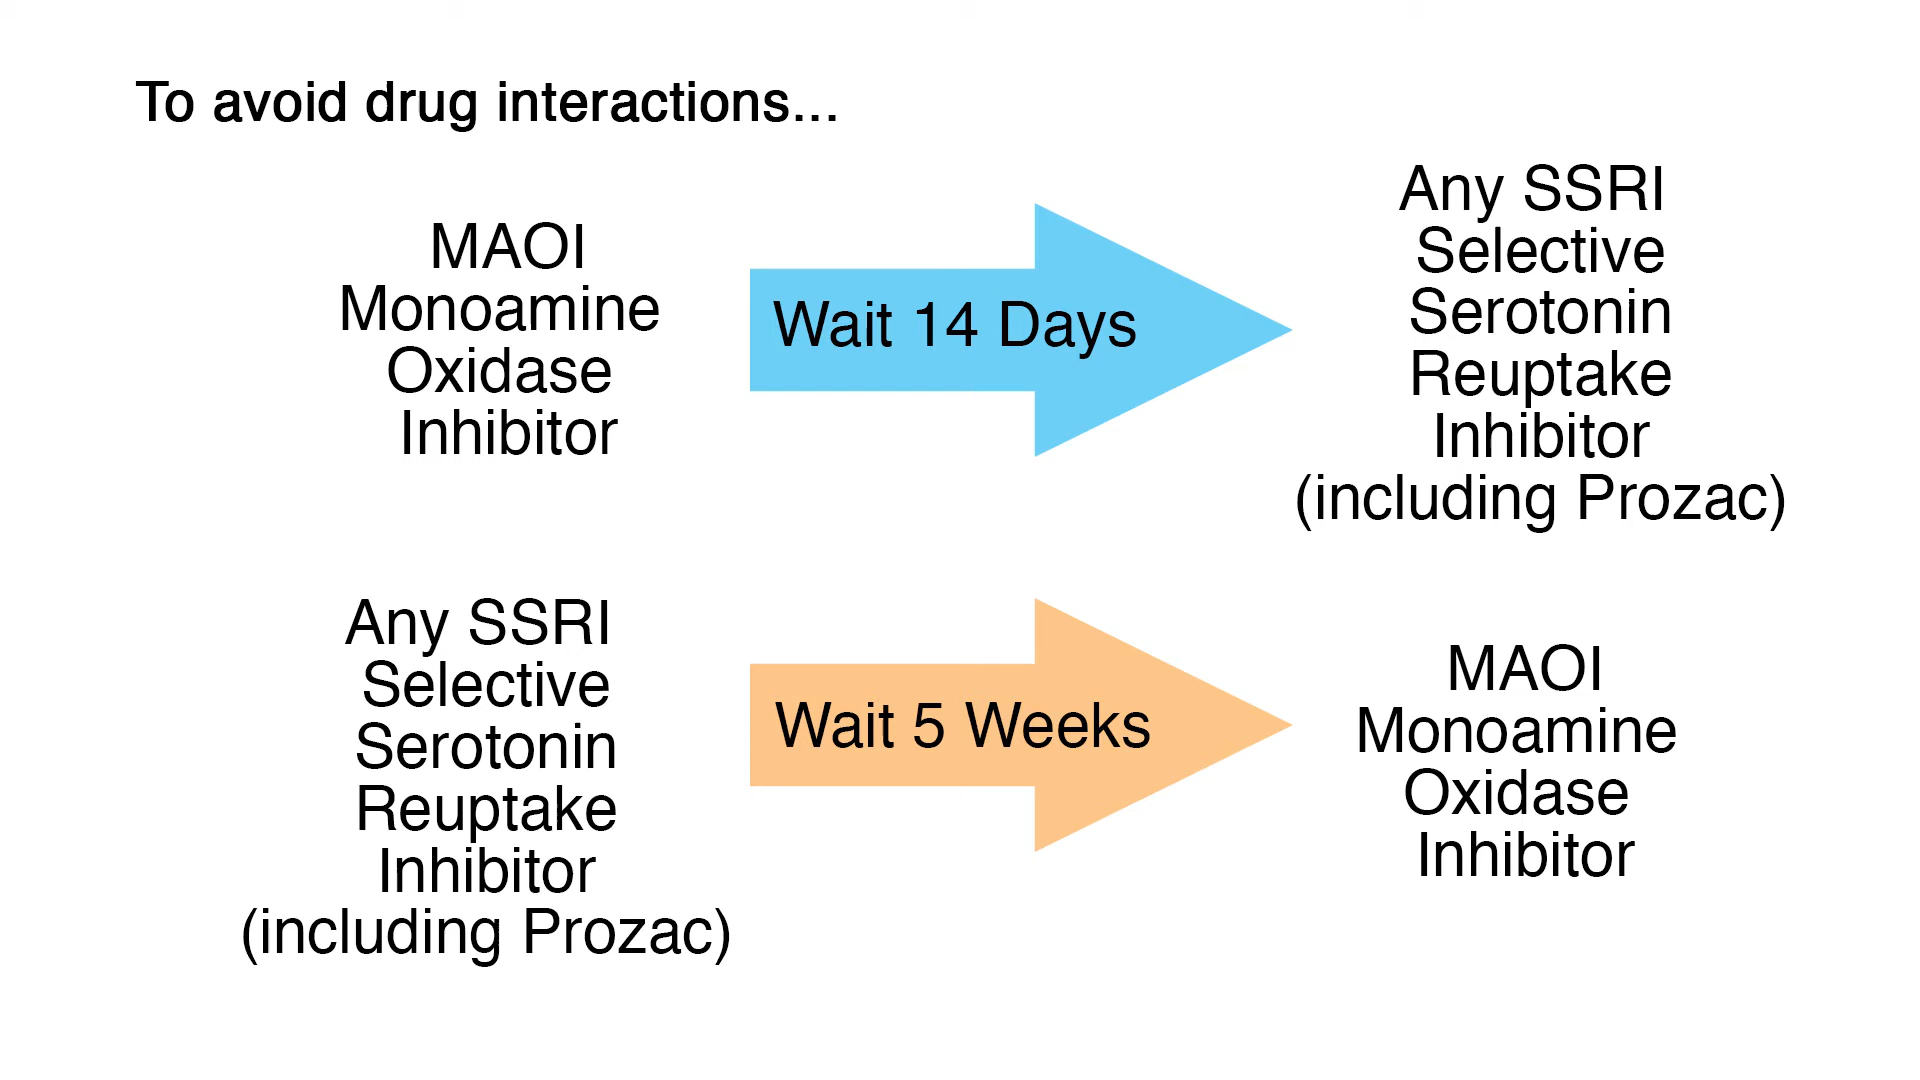 To avoid drug interactions...
MAOI
Monoamine
Oxidase
Inhibitor
Wait 14 Days
Any SSRI
Selective
Serotonin
Reuptake
Inhibitor
(including Prozac)
Any SSRI
Selective
Serotonin
Reuptake
Inhibitor
(including Prozac)
Wait 5 Weeks
MAOI
Monoamine
Oxidase
Inhibitor